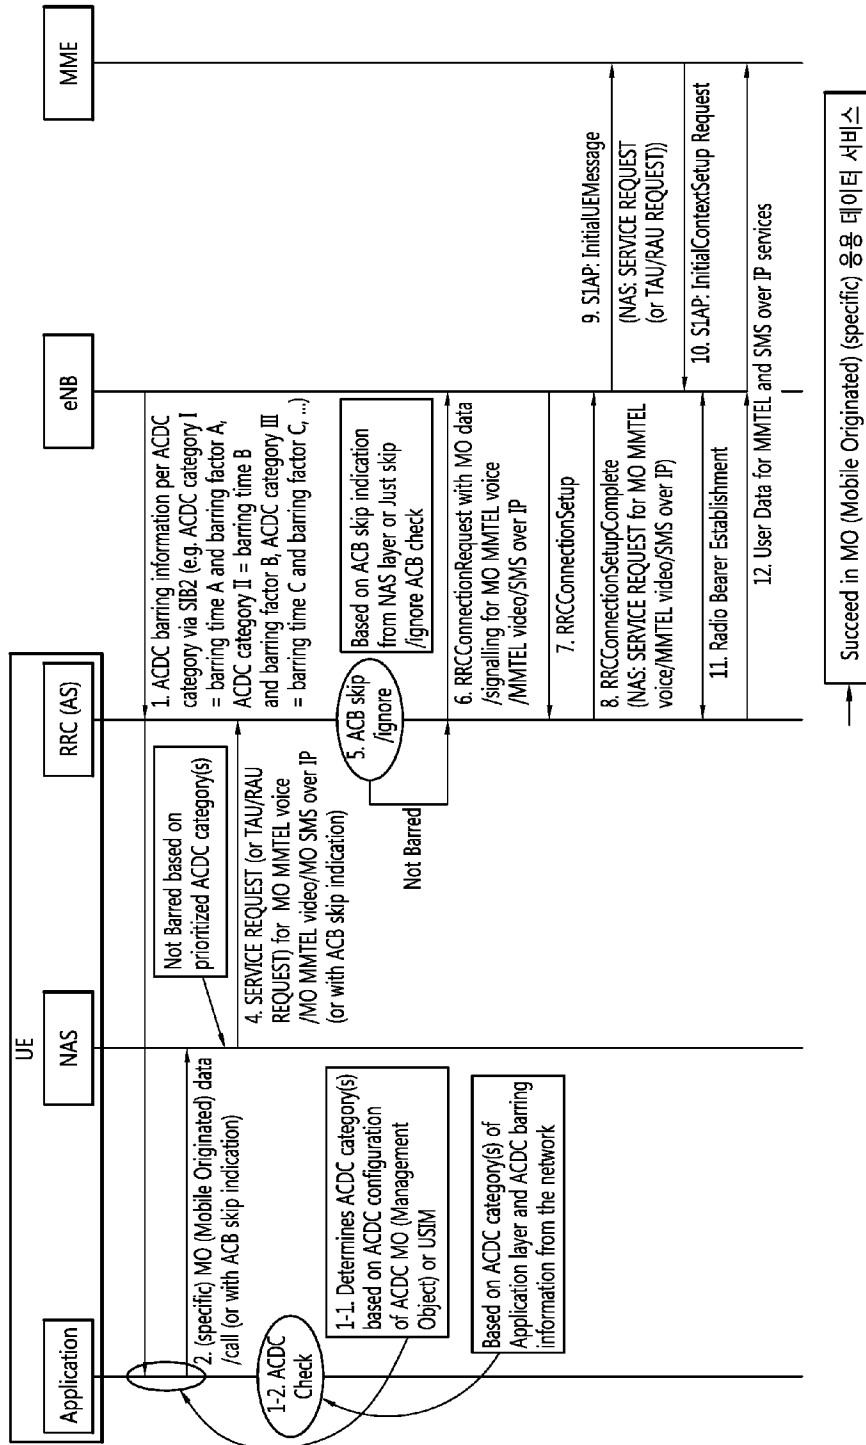 UE
Application
NAS
RRC (AS)
eNB
MME
1. ACDC barring information per ACDC
category via SIB2 (e.g. ACDC category Ⅰ
= barring time A and barring factor A,
ACDC category Ⅱ = barring time B
and barring factor B, ACDC category Ⅲ
= barring time C and barring factor C, ...)
2. (specific) MO (Mobile Originated) data
/call (or with ACB skip indication)
Not Barred based on
prioritized ACDC category(s)
4. SERVICE REQUEST (or TAU/RAU
REQUEST) for MO MMTEL voice
/MO MMTEL video/MO SMS over IP
(or with ACB skip indication)
1-2. ACDC
Check
1-1. Determines ACDC category(s)
based on ACDC configuration
of ACDC MO (Management
Object) or USIM
Based on ACDC category(s) of
Application layer and ACDC barring
information from the network
5. ACB skip
/ignore
Based on ACB skip indication
from NAS layer or Just skip
/ignore ACB check
Not Barred
6. RRCConnectionRequest with MO data
/signalling for MO MMTEL voice
/MMTEL video/SMS over IP
7. RRCConnectionSetup
8. RRCConnectionSetupComplete
(NAS: SERVICE REQUEST for MO MMTEL
voice/MMTEL video/SMS over IP)
9. S1AP: InitialUEMessage
(NAS: SERVICE REQUEST
(or TAU/RAU REQUEST))
10. S1AP: InitialContextSetup Request
11. Radio Bearer Establishment
12. User Data for MMTEL and SMS over IP services
Succeed in MO (Mobile Originated) (specific) 응용 데이터 서비스